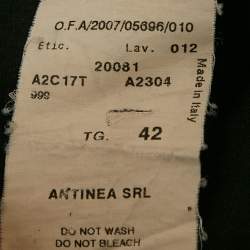 O.F.A/2007/05696/010
Etic. Lav. 012
20081
A2C17T A2304
999
Made in Italy
TG. 42
ANTINEA SRL
DO NOT WASH
DO NOT BLEACH